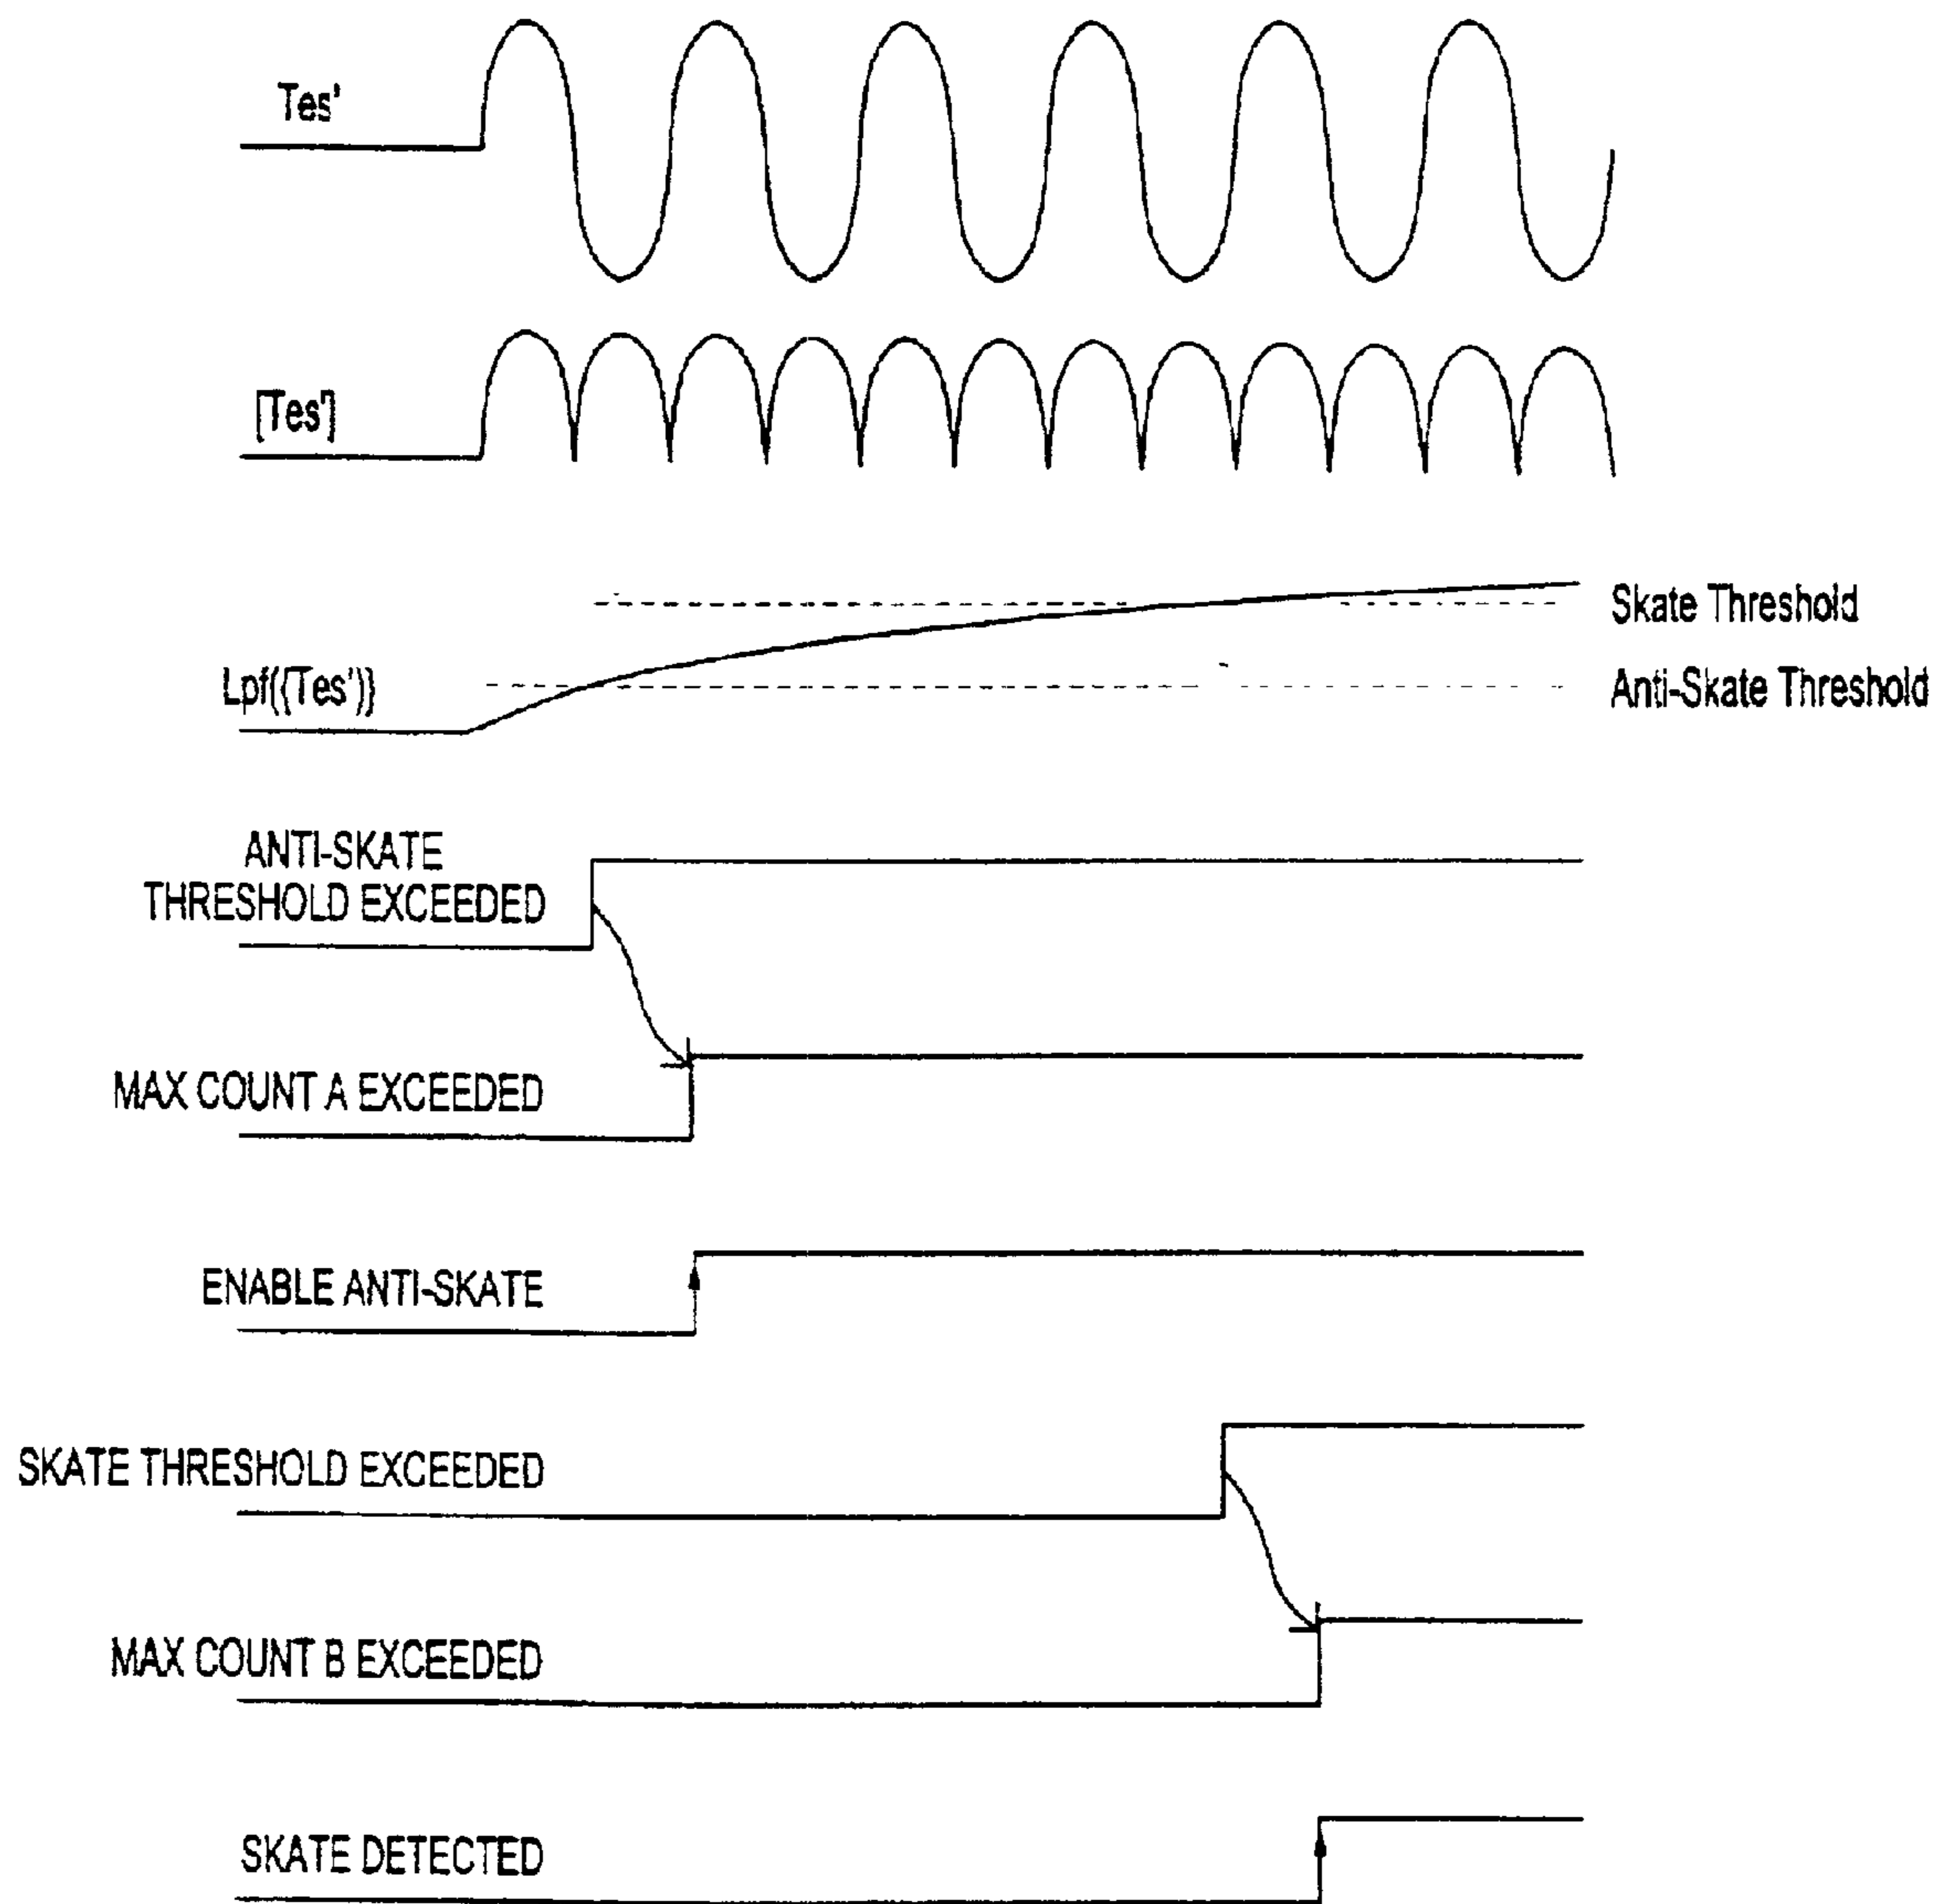 Tes'
[Tes']
Skate Threshold
Lpf((Tes'))
Anti-Skate Threshold
ANTI-SKATE
THRESHOLD EXCEEDED
MAX COUNT A EXCEEDED
ENABLE ANTI-SKATE
SKATE THRESHOLD EXCEEDED
MAX COUNT B EXCEEDED
SKATE DETECTED